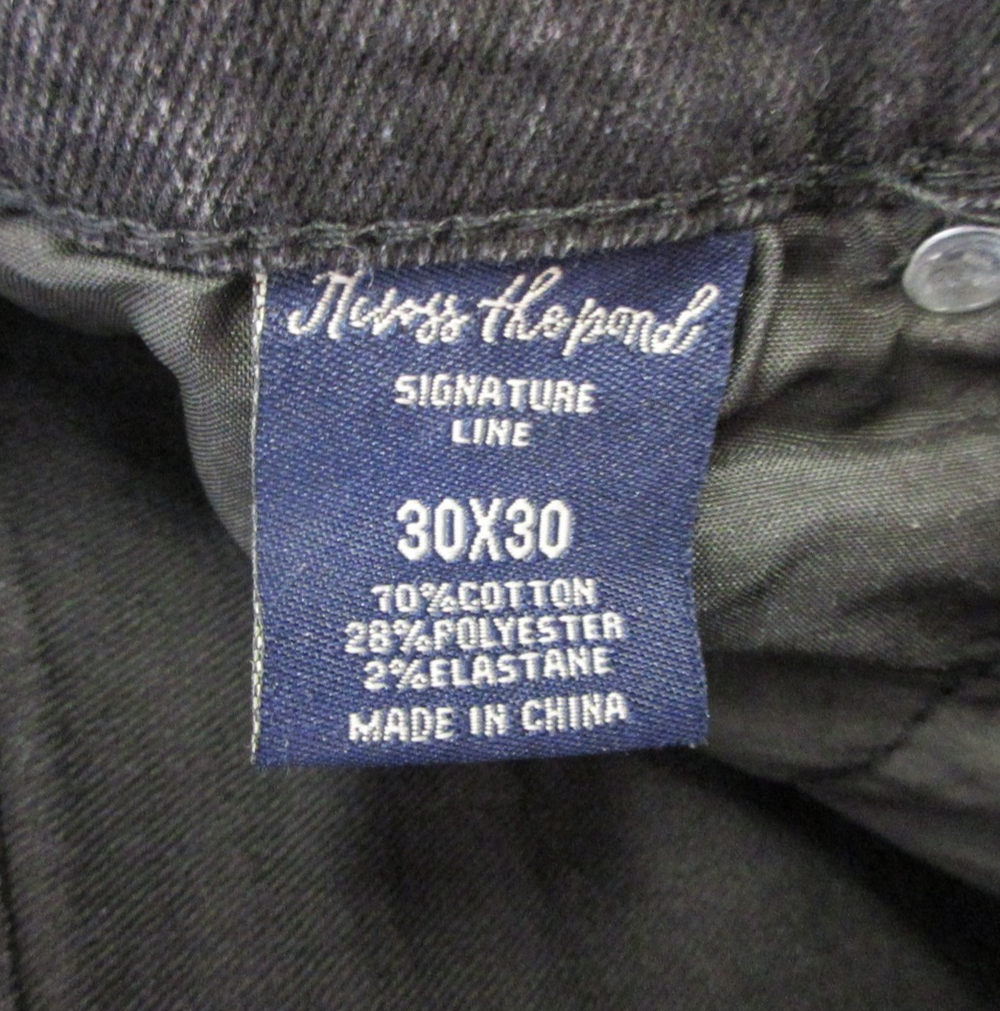 Across the pond
SIGNATURE
LINE
30X30
70%COTTON
28%POLYESTER
2%ELASTANE
MADE IN CHINA